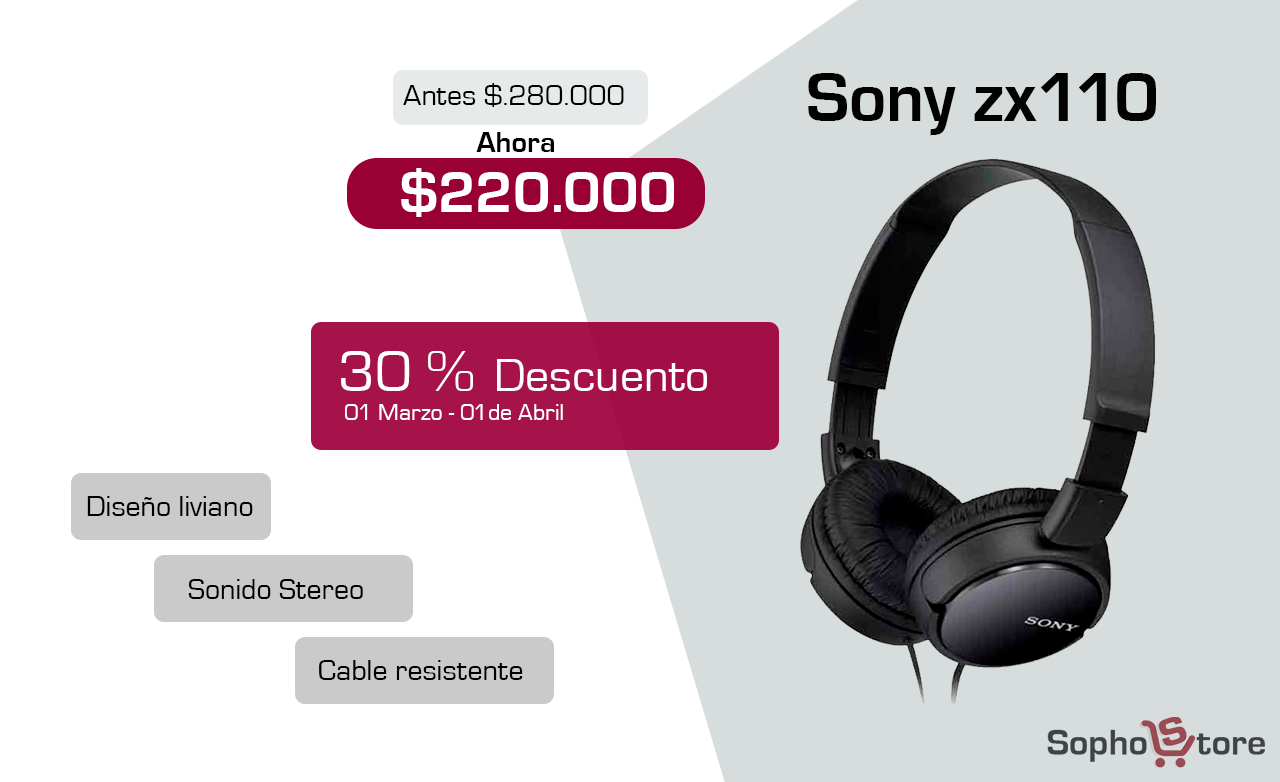 Antes $.280.000
Ahora
$220.000
Sony zx110
30 % Descuento
01 Marzo - 01 de Abril
Diseño liviano
Sonido Stereo
Cable resistente
SONY
SophoStore